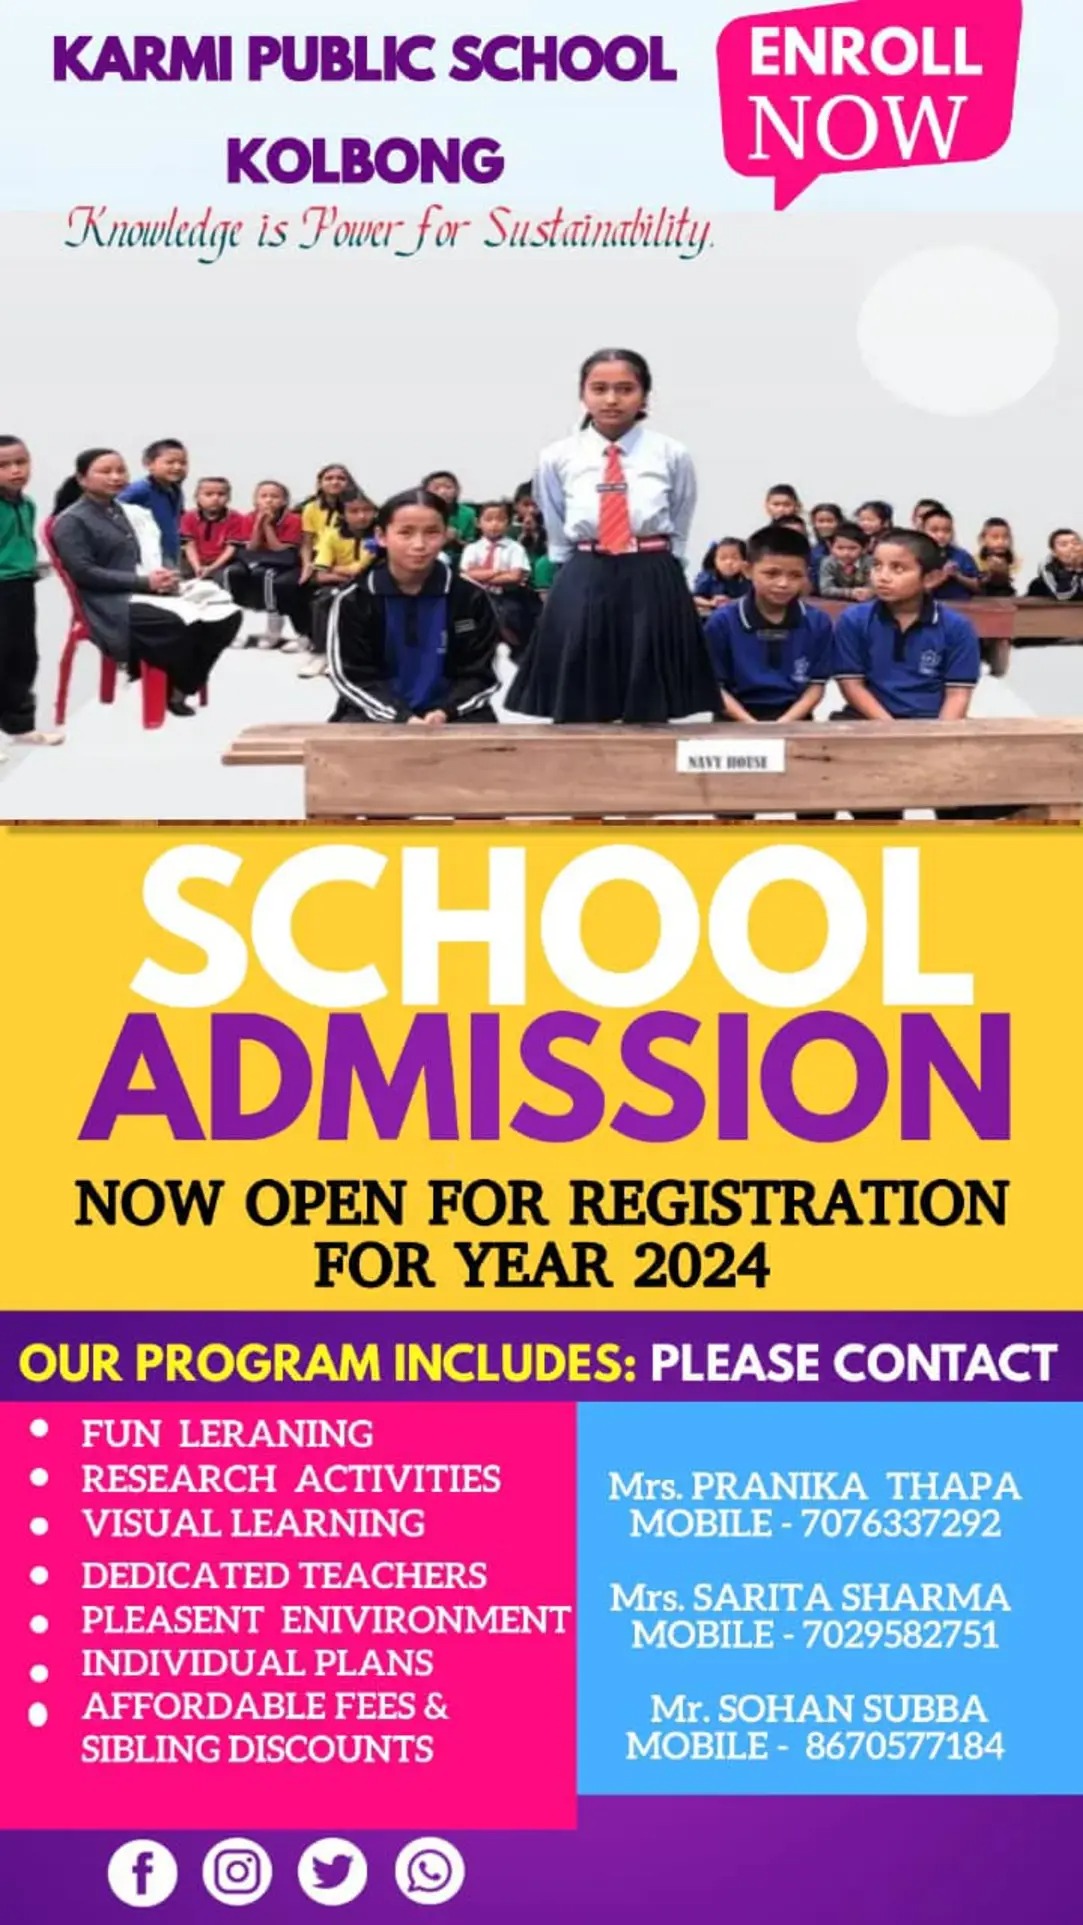 KARMI PUBLIC SCHOOL
KOLBONG
Knowledge is Power for Sustainability.
ENROLL
NOW
NAVY HOUSE
SCHOOL
ADMISSION
NOW OPEN FOR REGISTRATION
FOR YEAR 2024
OUR PROGRAM INCLUDES: PLEASE CONTACT
FUN LERANING
RESEARCH ACTIVITIES
VISUAL LEARNING
DEDICATED TEACHERS
PLEASENT ENIVIRONMENT
INDIVIDUAL PLANS
AFFORDABLE FEES &
SIBLING DISCOUNTS
Mrs. PRANIKA THAPA
MOBILE - 7076337292
Mrs. SARITA SHARMA
MOBILE - 7029582751
Mr. SOHAN SUBBA
MOBILE - 8670577184